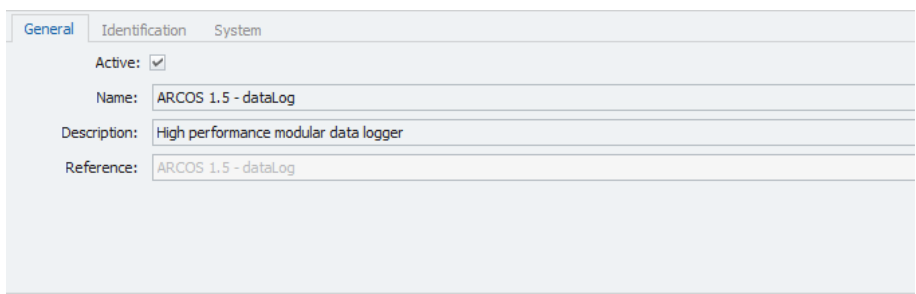 General Identification System
Active:
Name: ARCOS 1.5 - dataLog
Description: High performance modular data logger
Reference: ARCOS 1.5 - dataLog